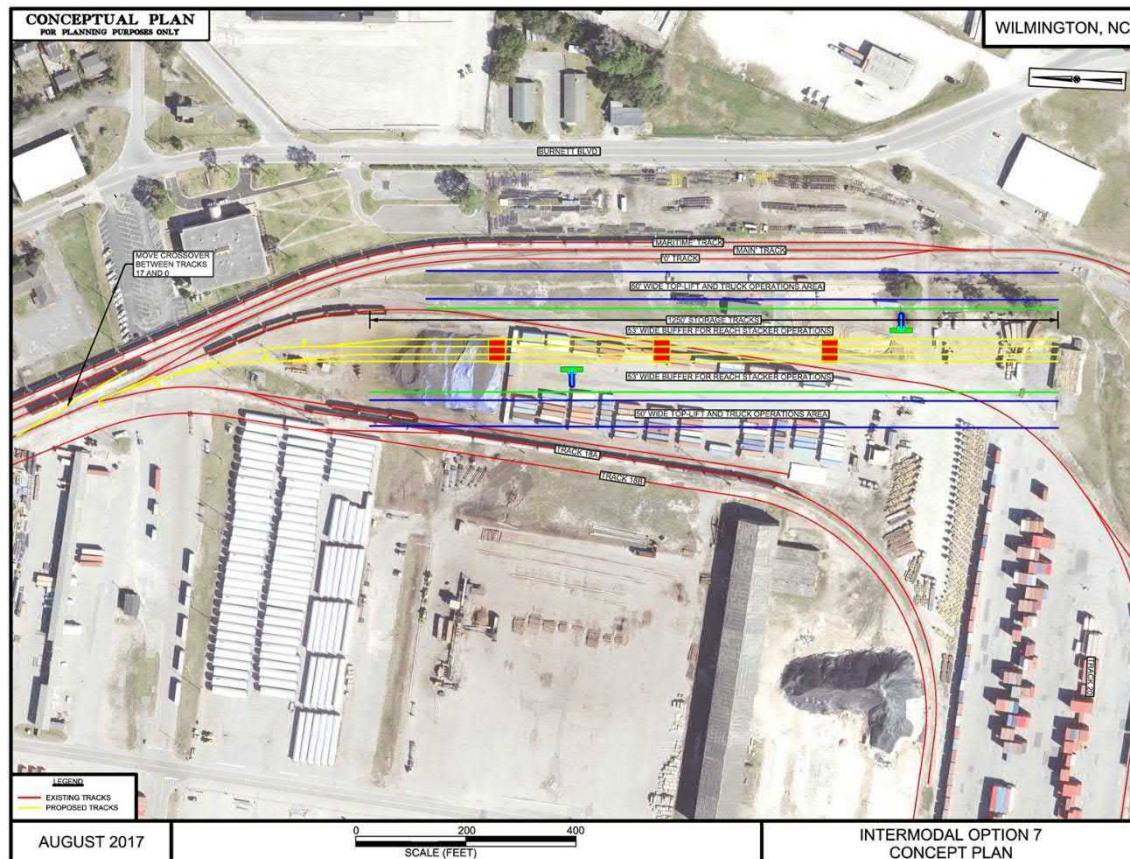 CONCEPTUAL PLAN
FOR PLANNING PURPOSES ONLY
WILMINGTON, NC
BURNETT BLVD
MOVE CROSSOVER
BETWEEN TRACKS
17 AND 0
'MARITIME' TRACK
'MAIN' TRACK
'0' TRACK
50' WIDE TOP-LIFT AND TRUCK OPERATIONS AREA
1250' STORAGE TRACKS
53' WIDE BUFFER FOR REACH STACKER OPERATIONS
53' WIDE BUFFER FOR REACH STACKER OPERATIONS
50' WIDE TOP-LIFT AND TRUCK OPERATIONS AREA
TRACK 18A
TRACK 18B
LEGEND
EXISTING TRACKS
PROPOSED TRACKS
AUGUST 2017
0 200 400
SCALE (FEET)
INTERMODAL OPTION 7
CONCEPT PLAN